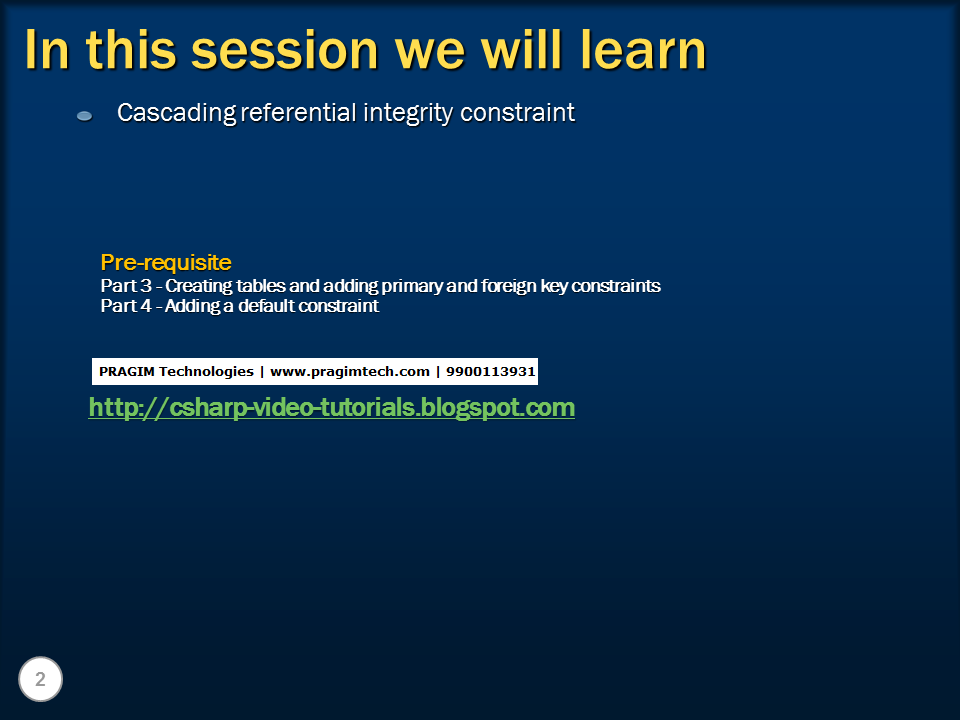 In this session we will learn
Cascading referential integrity constraint
Pre-requisite
Part 3 - Creating tables and adding primary and foreign key constraints
Part 4 - Adding a default constraint
PRAGIM Technologies | www.pragimtech.com | 9900113931
http://csharp-video-tutorials.blogspot.com
2